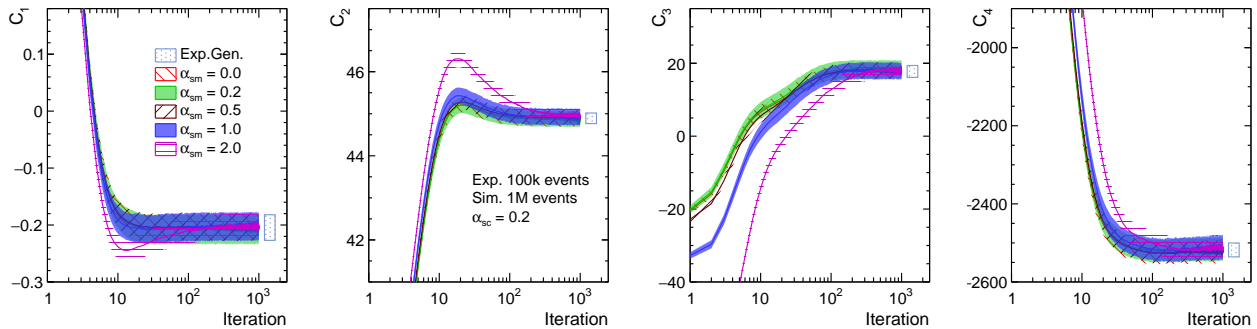 C1
0.1
0
−0.1
−0.2
−0.3
1
10
10²
10³
Iteration
Exp.Gen.
αsm = 0.0
αsm = 0.2
αsm = 0.5
αsm = 1.0
αsm = 2.0
C2
46
45
44
43
42
41
1
10
10²
10³
Iteration
Exp. 100k events
Sim. 1M events
αsc = 0.2
C3
20
0
−20
−40
1
10
10²
10³
Iteration
C4
-2000
-2200
-2400
-2600
1
10
10²
10³
Iteration